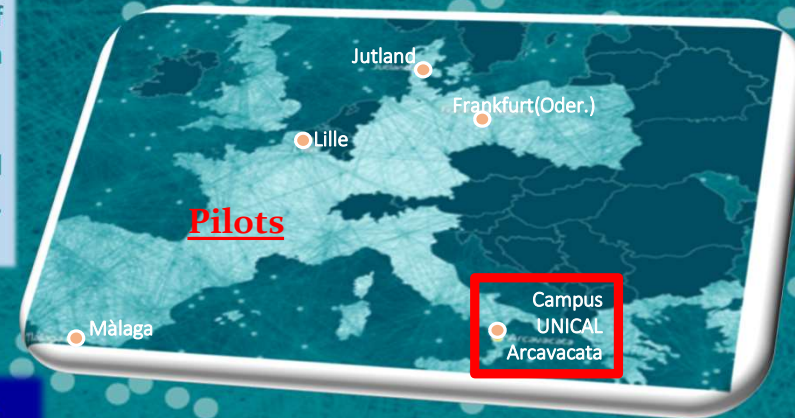 Jutland
Frankfurt(Oder.)
Lille
Pilots
Campus
UNICAL
Arcavacata
Màlaga